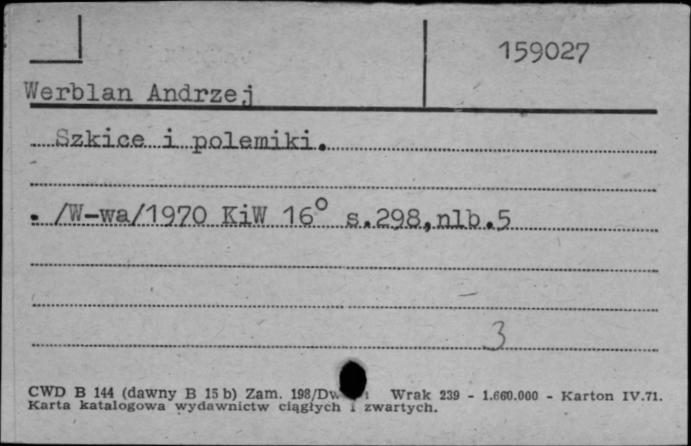 159027
Werblan Andrzej
Szkice i polemiki.
. /W-wa/1970 KiW 16° s.298,nlb.5
3
CWD B 144 (dawny B 15 b) Zam. 198/Dw Wrak 239 - 1.660.000 - Karton IV.71.
Karta katalogowa wydawnictw ciągłych i zwartych.